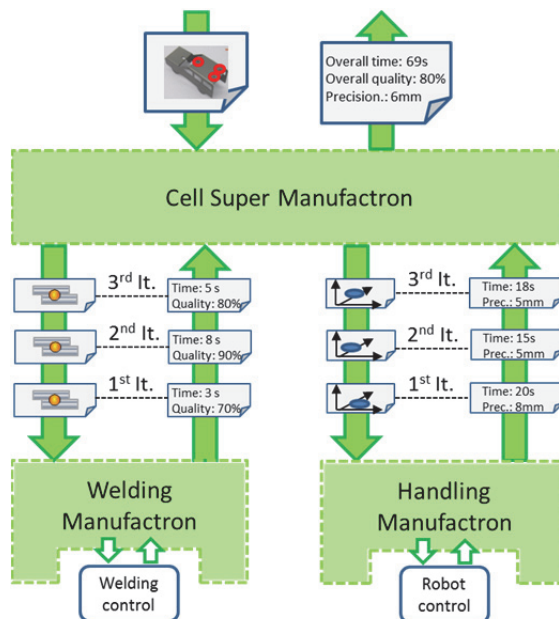 Overall time: 69s
Overall quality: 80%
Precision.: 6mm
Cell Super Manufactron
3rd It.
Time: 5 s
Quality: 80%
2nd It.
Time: 8 s
Quality: 90%
1st It.
Time: 3 s
Quality: 70%
3rd It.
Time: 18s
Prec.: 5mm
2nd It.
Time: 15s
Prec.: 5mm
1st It.
Time: 20s
Prec.: 8mm
Welding
Manufactron
Welding
control
Handling
Manufactron
Robot
control